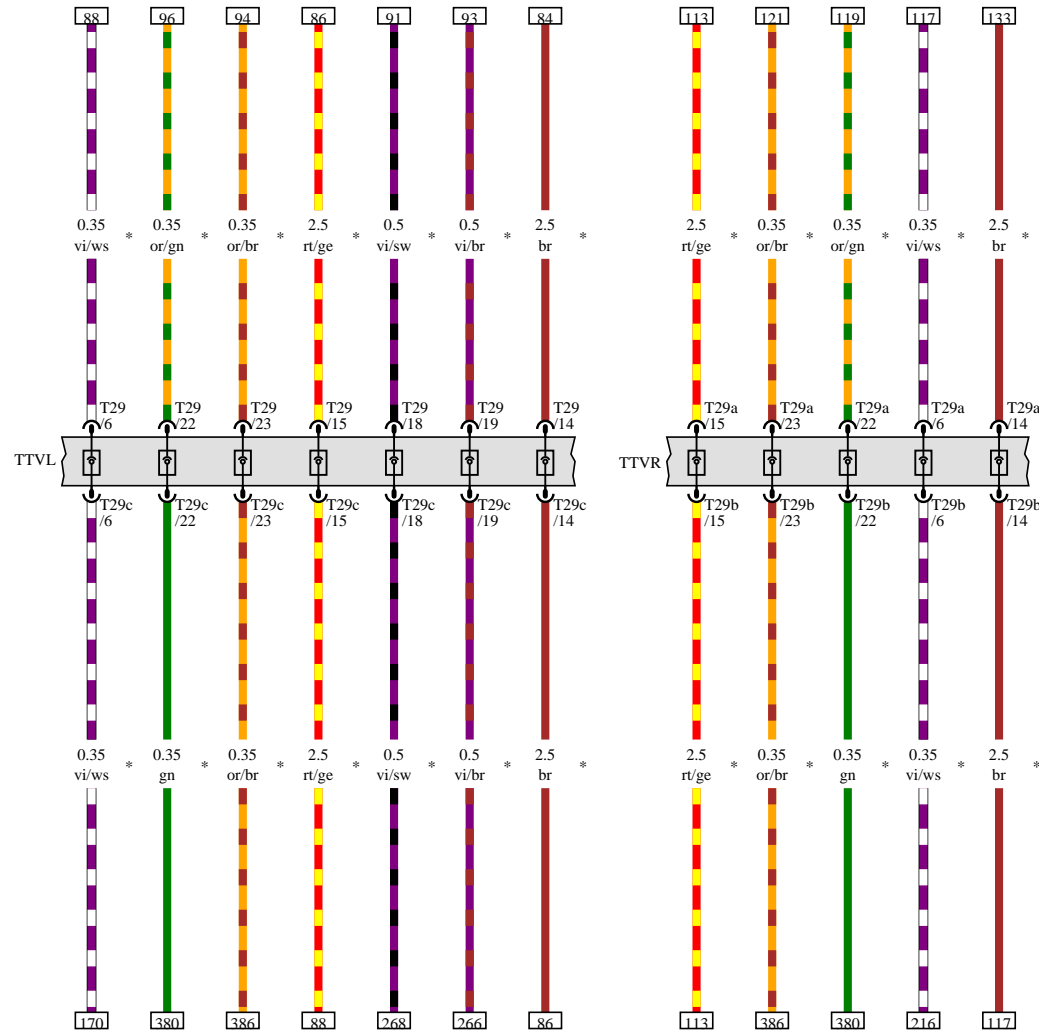 88 96 94 86 91 93 84 113 121 119 117 133
0.35 0.35 0.35 2.5 0.5 0.5 2.5 2.5 0.35 0.35 0.35 2.5
* * * * * * * * * * * *
vi/ws or/gn or/br rt/ge vi/sw vi/br br rt/ge or/br or/gn vi/ws br
T29 T29 T29 T29 T29 T29 T29 T29a T29a T29a T29a T29a
/6 /22 /23 /15 /18 /19 /14 /15 /23 /22 /6 /14
TTVL TTVR
T29c T29c T29c T29c T29c T29c T29c T29b T29b T29b T29b T29b
/6 /22 /23 /15 /18 /19 /14 /15 /23 /22 /6 /14
0.35 0.35 0.35 2.5 0.5 0.5 2.5 2.5 0.35 0.35 0.35 2.5
* * * * * * * * * * * *
vi/ws gn or/br rt/ge vi/sw vi/br br rt/ge or/br gn vi/ws br
170 380 386 88 268 266 86 113 386 380 216 117